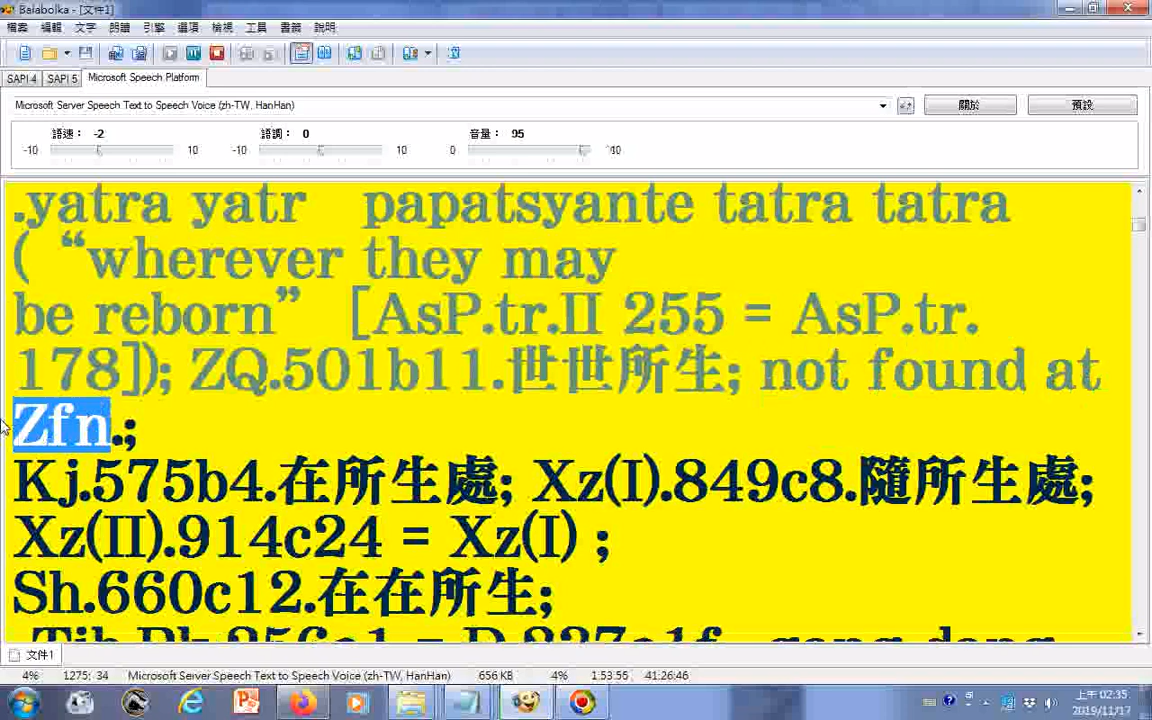 Balabolka - [文件1]
檔案 編輯 文字 朗讀 引擎 選項 檢視 工具 書籤 說明
SAPI 4 SAPI 5 Microsoft Speech Platform
Microsoft Server Speech Text to Speech Voice (zh-TW, HanHan) 關於 預設
語速： -2 語調： 0 音量： 95
-10 10 -10 10 0 100
.yatra yatr papatsyante tatra tatra
( “wherever they may
be reborn” [AsP.tr.II 255 = AsP.tr.
178]); ZQ.501b11.世世所生; not found at
Zfn.;
Kj.575b4.在所生處; Xz(I).849c8.隨所生處;
Xz(II).914c24 = Xz(I) ;
Sh.660c12.在在所生;
文件1
4% 1275: 34 Microsoft Server Speech Text to Speech Voice (zh-TW, HanHan) 656 KB 4% 1:53:55 41:26:46
上午 02:35
2019/11/17